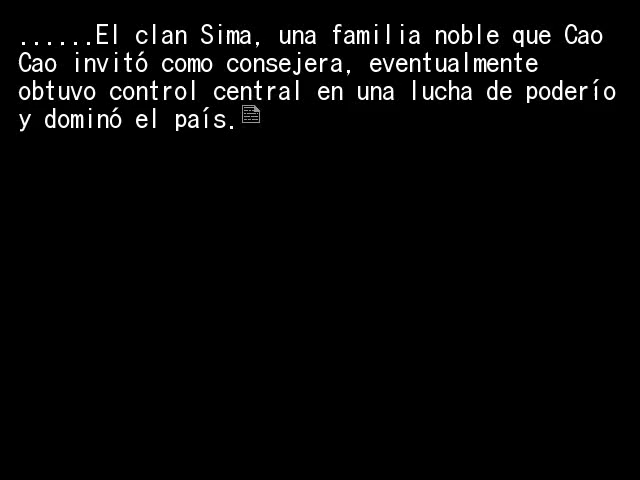 ......El clan Sima, una familia noble que Cao
Cao invitó como consejera, eventualmente
obtuvo control central en una lucha de poderío
y dominó el país.